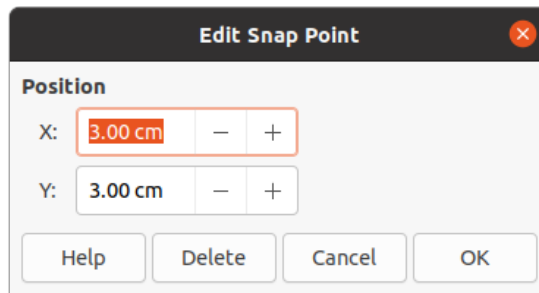 Edit Snap Point
Position
X: 3.00 cm
Y: 3.00 cm
Help Delete Cancel OK